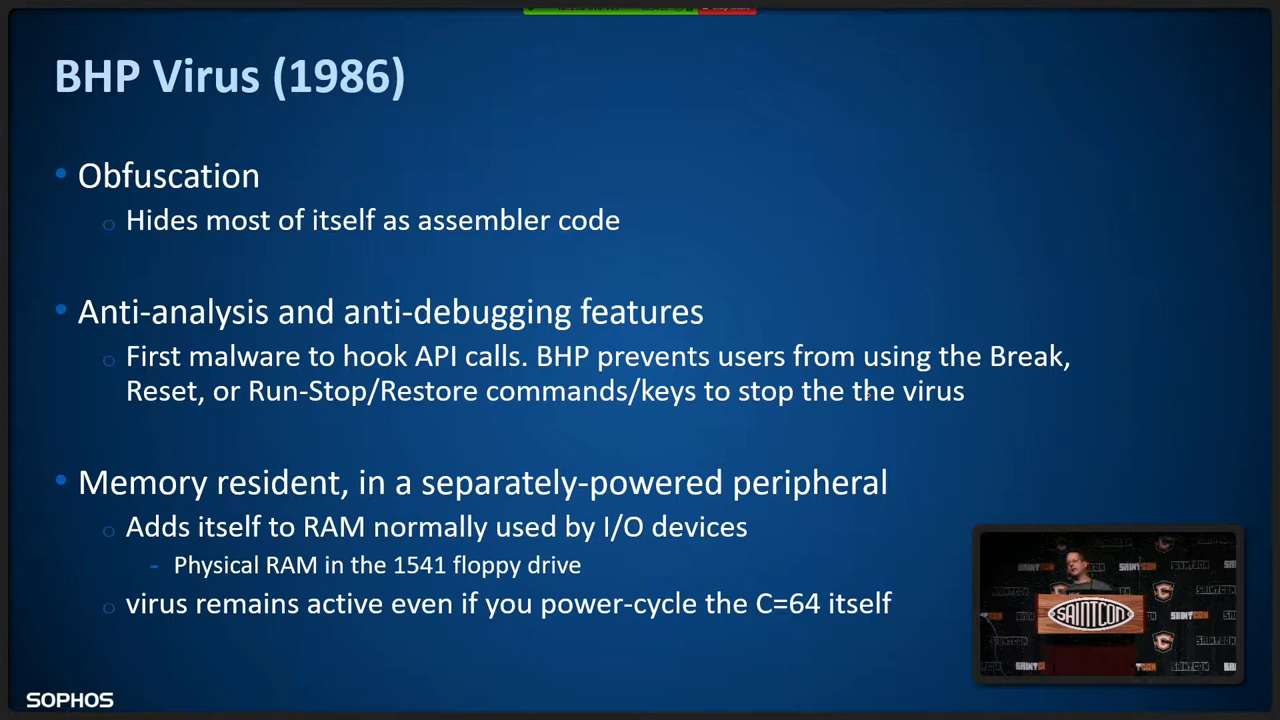 BHP Virus (1986)
• Obfuscation
o Hides most of itself as assembler code
• Anti-analysis and anti-debugging features
o First malware to hook API calls. BHP prevents users from using the Break,
Reset, or Run-Stop/Restore commands/keys to stop the the virus
• Memory resident, in a separately-powered peripheral
o Adds itself to RAM normally used by I/O devices
- Physical RAM in the 1541 floppy drive
o virus remains active even if you power-cycle the C=64 itself
SAINTCON
SOPHOS